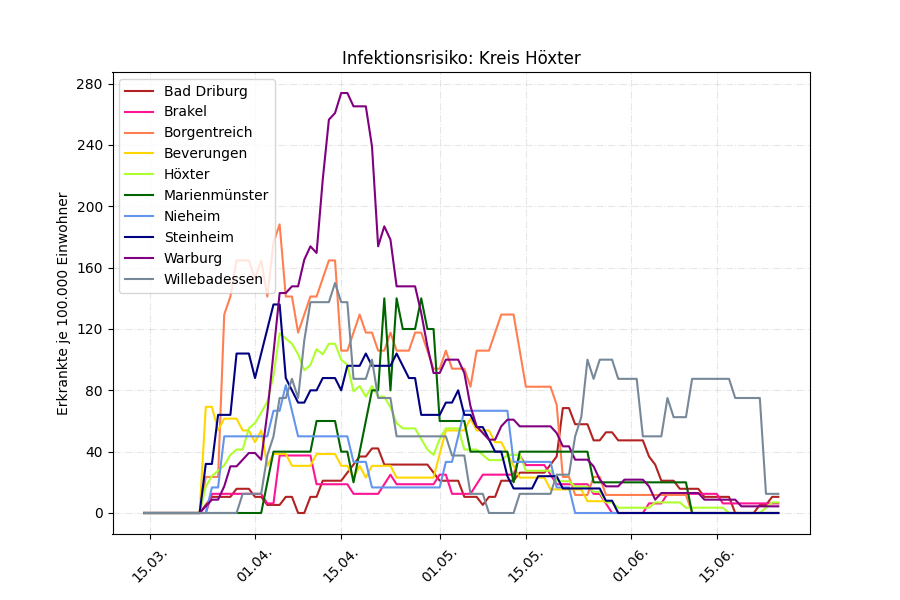 Infektionsrisiko: Kreis Höxter
Erkrankte je 100.000 Einwohner
280
240
200
160
120
80
40
0
Bad Driburg
Brakel
Borgentreich
Beverungen
Höxter
Marienmünster
Nieheim
Steinheim
Warburg
Willebadessen
15.03.
01.04.
15.04.
01.05.
15.05.
01.06.
15.06.